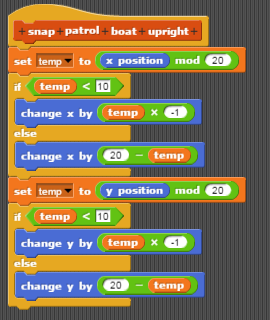 snap patrol boat upright
set temp to x position mod 20
if temp < 10
change x by temp × -1
else
change x by 20 - temp
set temp to y position mod 20
if temp < 10
change y by temp × -1
else
change y by 20 - temp